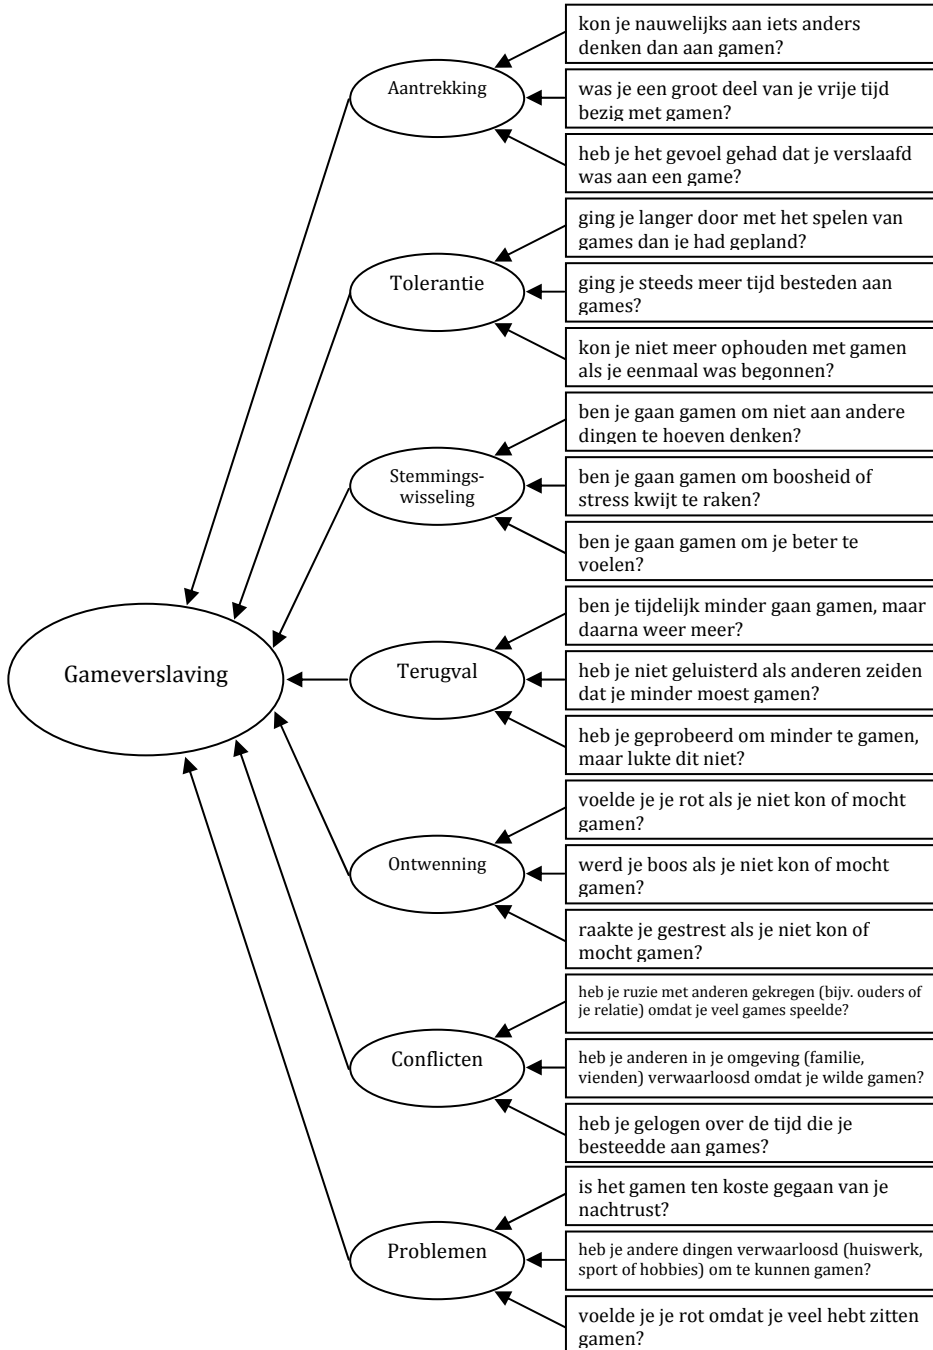 kon je nauwelijks aan iets anders
denken dan aan gamen?
Aantrekking
was je een groot deel van je vrije tijd
bezig met gamen?
heb je het gevoel gehad dat je verslaafd
was aan een game?
ging je langer door met het spelen van
games dan je had gepland?
Tolerantie
ging je steeds meer tijd besteden aan
games?
kon je niet meer ophouden met gamen
als je eenmaal was begonnen?
ben je gaan gamen om niet aan andere
dingen te hoeven denken?
Stemmings-
wisseling
ben je gaan gamen om boosheid of
stress kwijt te raken?
ben je gaan gamen om je beter te
voelen?
ben je tijdelijk minder gaan gamen, maar
daarna weer meer?
Gameverslaving
Terugval
heb je niet geluisterd als anderen zeiden
dat je minder moest gamen?
heb je geprobeerd om minder te gamen,
maar lukte dit niet?
voelde je je rot als je niet kon of mocht
gamen?
Ontwenning
werd je boos als je niet kon of mocht
gamen?
raakte je gestrest als je niet kon of
mocht gamen?
heb je ruzie met anderen gekregen (bijv. ouders of
je relatie) omdat je veel games speelde?
Conflicten
heb je anderen in je omgeving (familie,
vienden) verwaarloosd omdat je wilde gamen?
heb je gelogen over de tijd die je
besteedde aan games?
is het gamen ten koste gegaan van je
nachtrust?
Problemen
heb je andere dingen verwaarloosd (huiswerk,
sport of hobbies) om te kunnen gamen?
voelde je je rot omdat je veel hebt zitten
gamen?